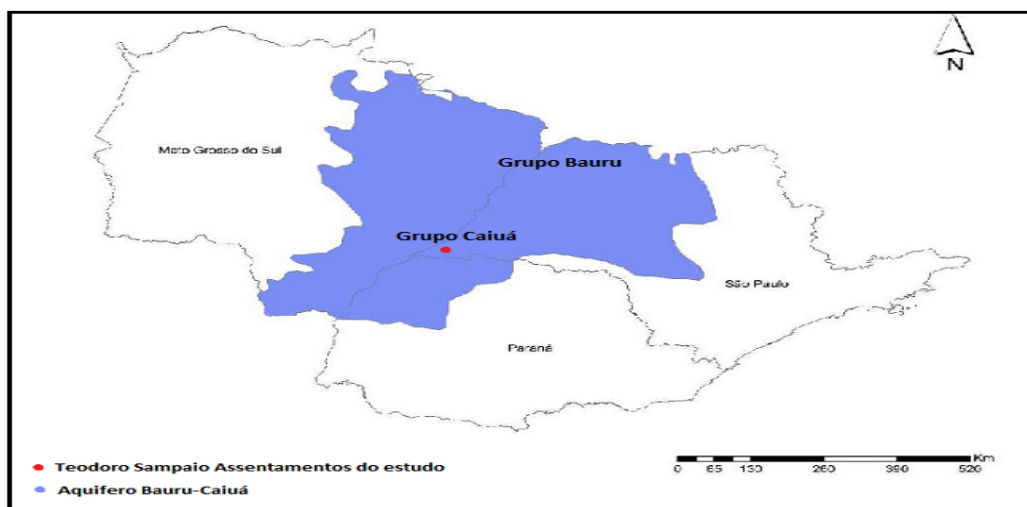 N
Mato Grosso do Sul
Grupo Bauru
Grupo Caiuá
São Paulo
Paraná
Teodoro Sampaio Assentamentos do estudo
Aquifero Bauru-Caiuá
Km
0 65 130 260 390 520